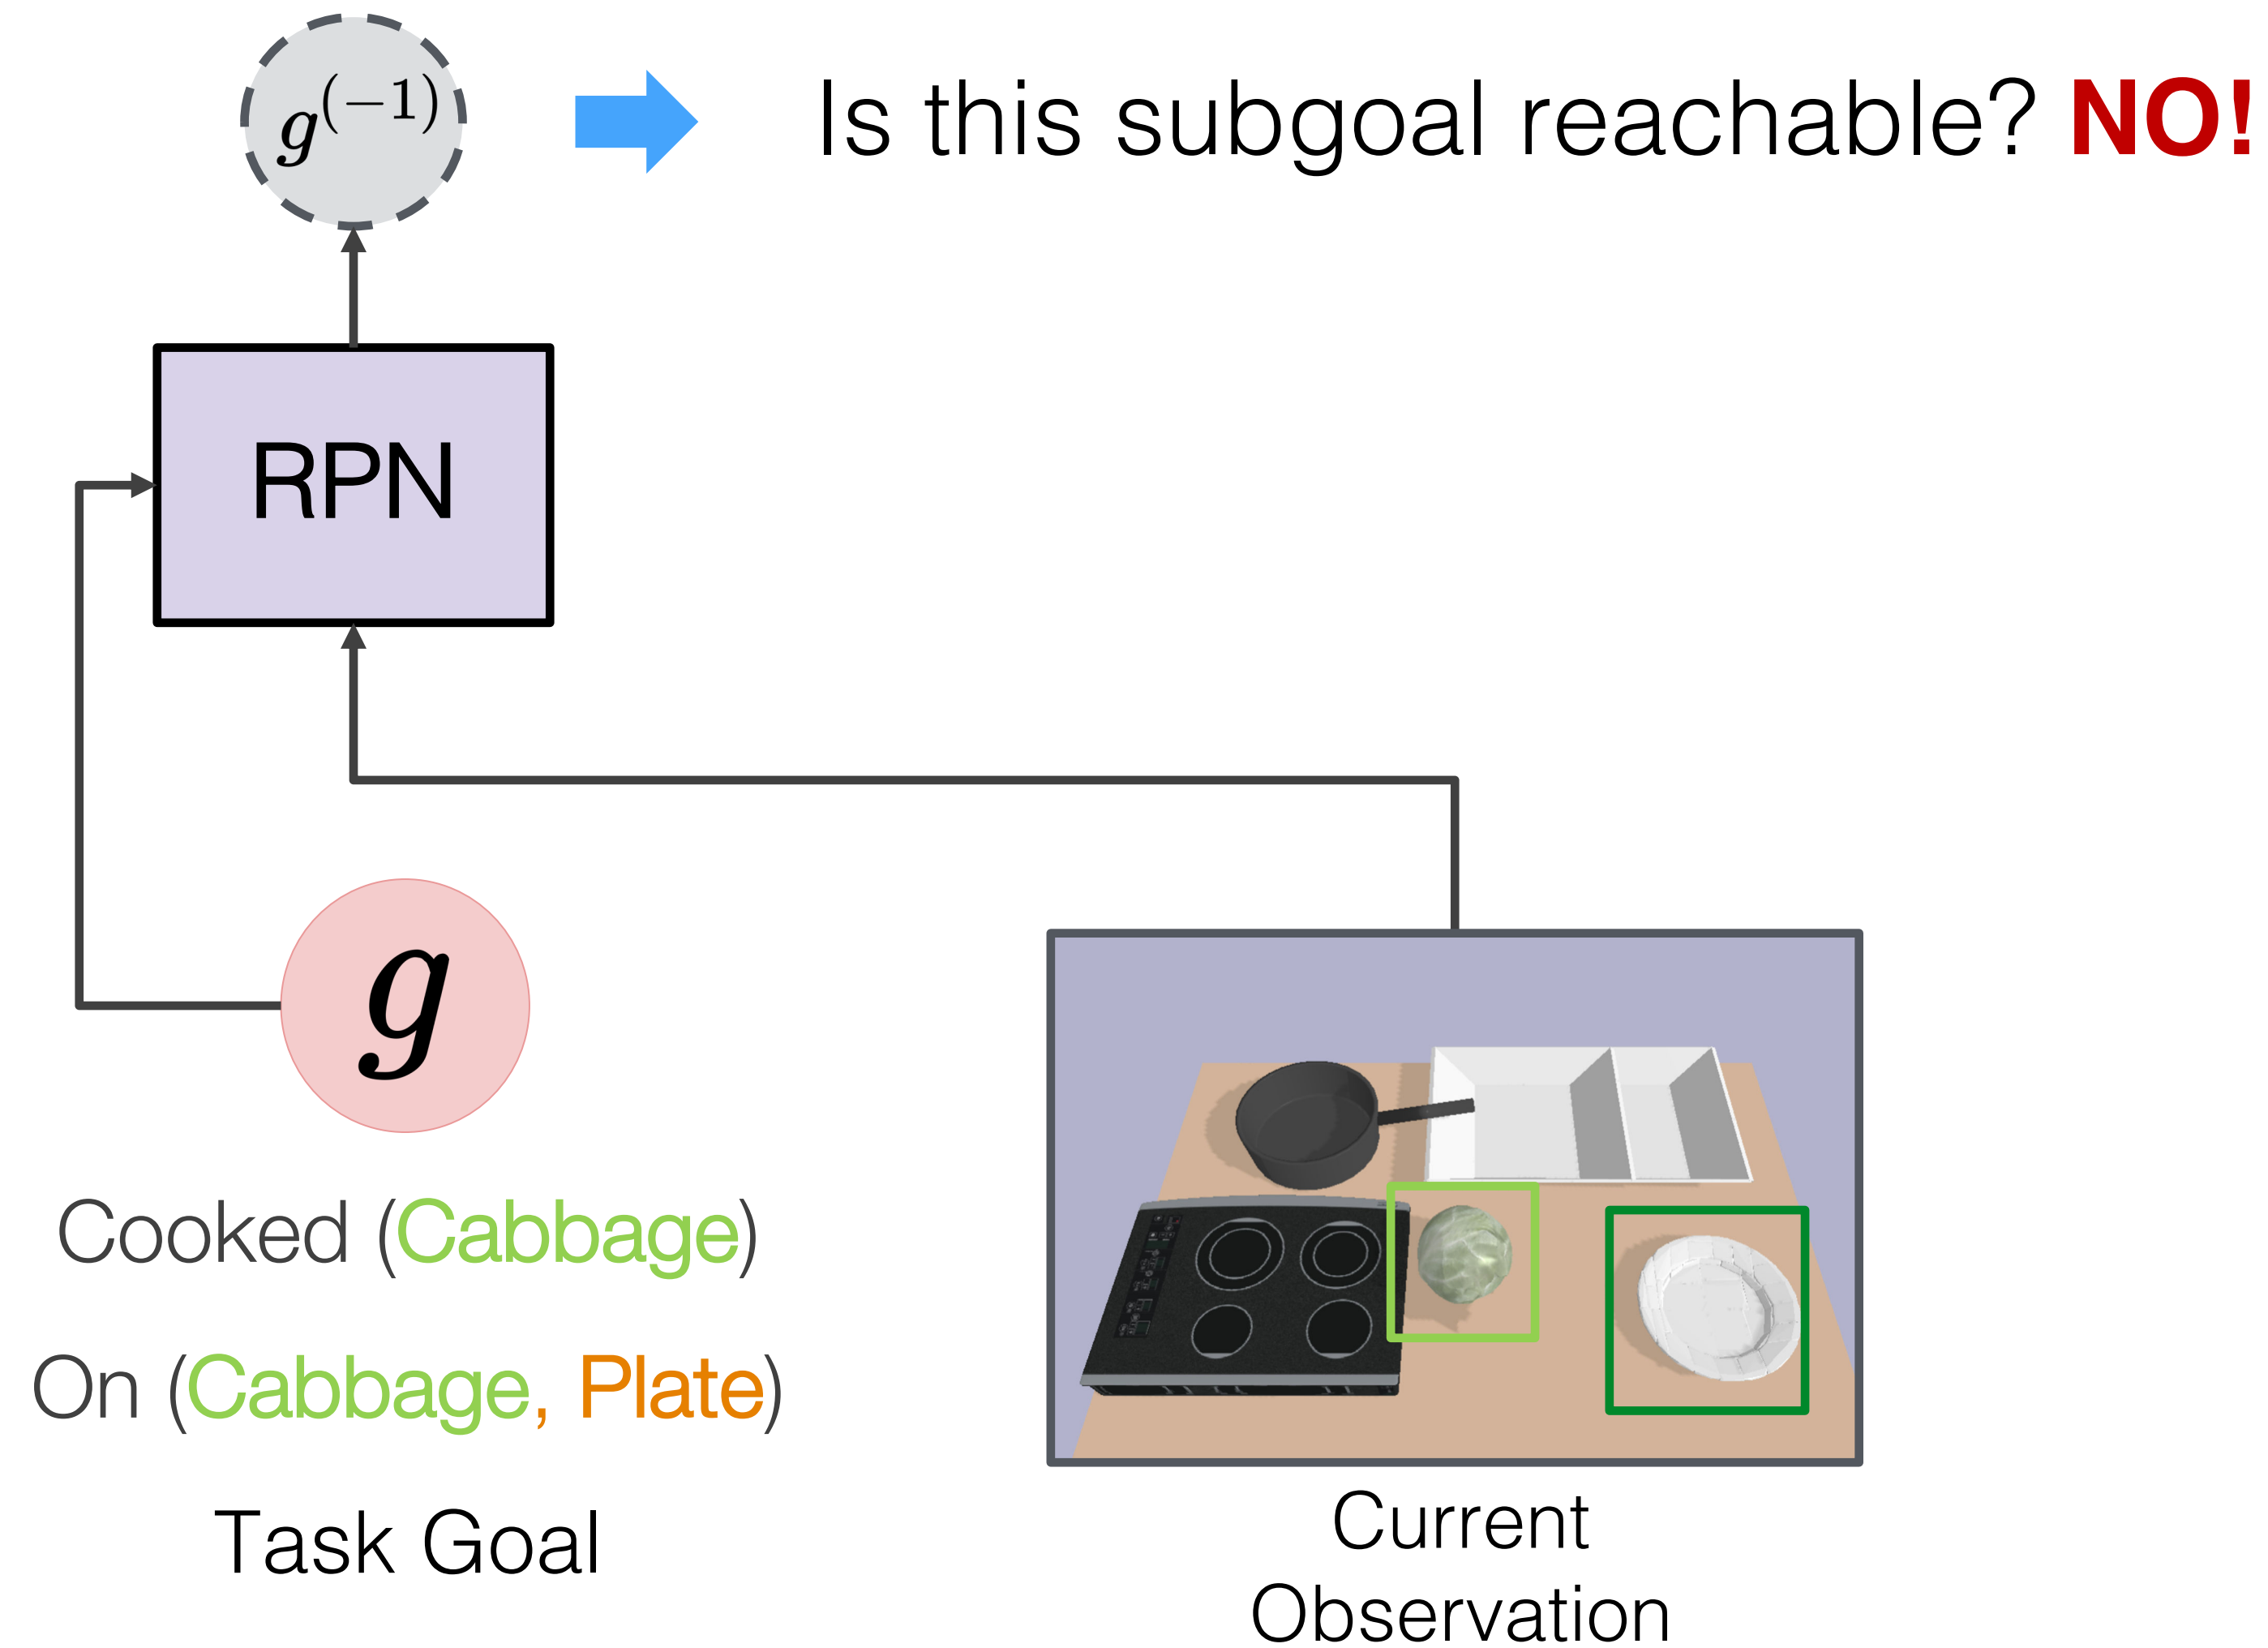 g^(−1)
Is this subgoal reachable? NO!
RPN
g
Cooked (Cabbage)
On (Cabbage, Plate)
Task Goal
Current
Observation